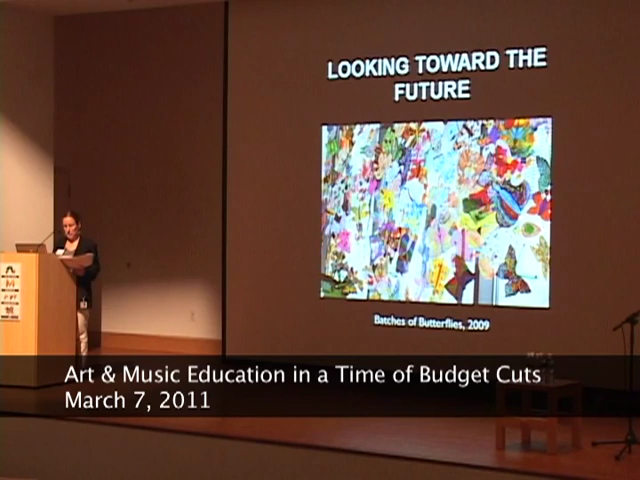 LOOKING TOWARD THE
FUTURE
Batches of Butterflies, 2009
Art & Music Education in a Time of Budget Cuts
March 7, 2011